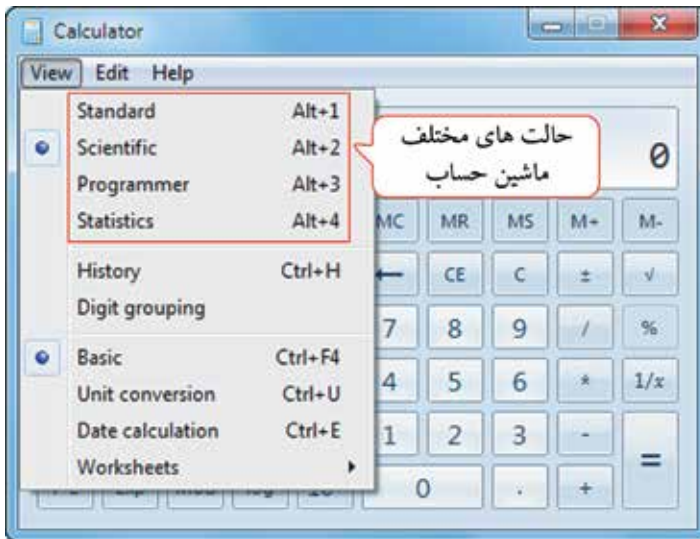 Calculator
View Edit Help
Standard Alt+1
Scientific Alt+2
Programmer Alt+3
Statistics Alt+4
History Ctrl+H
Digit grouping
Basic Ctrl+F4
Unit conversion Ctrl+U
Date calculation Ctrl+E
Worksheets
حالت های مختلف
ماشین حساب
0
MC MR MS M+ M-
← CE C ± √
7 8 9 / %
4 5 6 * 1/x
1 2 3 - =
0 . +